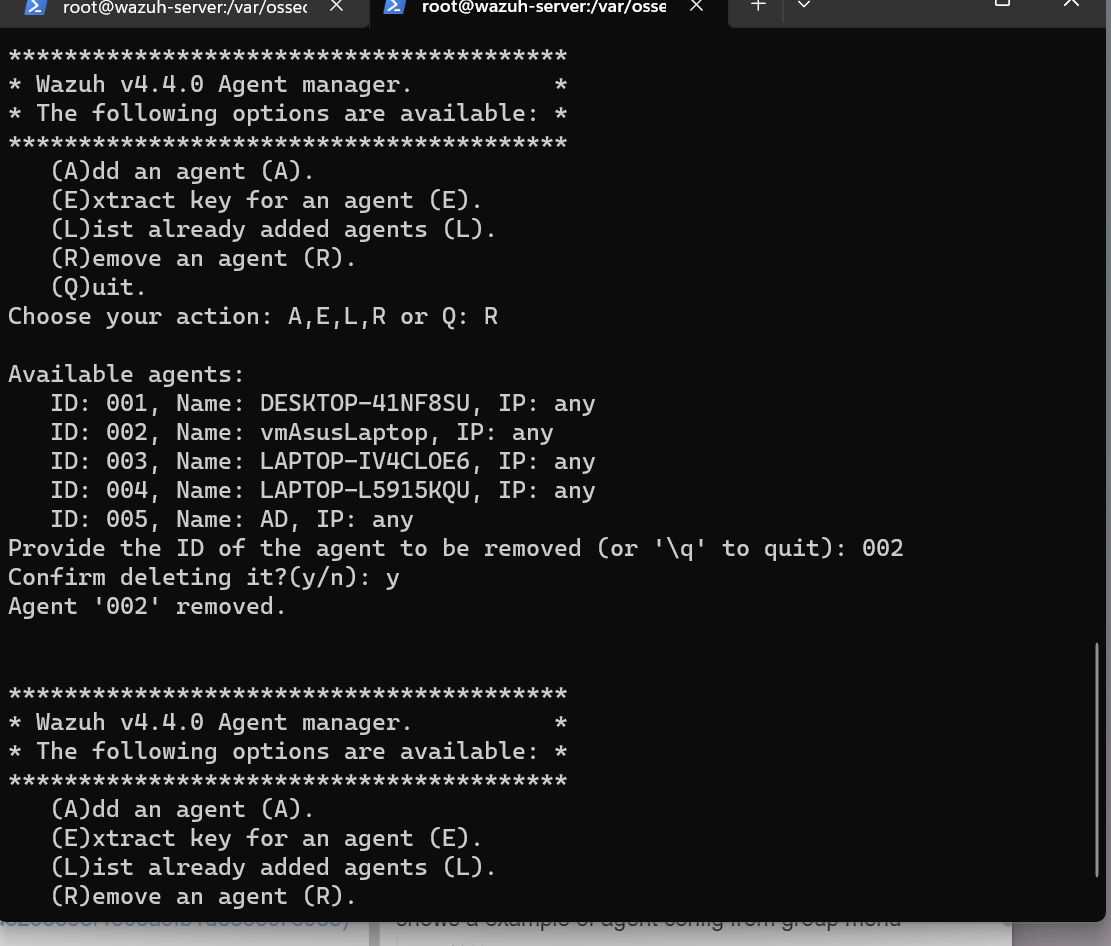 root@wazuh-server:/var/ossec
root@wazuh-server:/var/osse
****************************************
* Wazuh v4.4.0 Agent manager.          *
* The following options are available: *
****************************************
   (A)dd an agent (A).
   (E)xtract key for an agent (E).
   (L)ist already added agents (L).
   (R)emove an agent (R).
   (Q)uit.
Choose your action: A,E,L,R or Q: R
Available agents:
   ID: 001, Name: DESKTOP-41NF8SU, IP: any
   ID: 002, Name: vmAsusLaptop, IP: any
   ID: 003, Name: LAPTOP-IV4CLOE6, IP: any
   ID: 004, Name: LAPTOP-L5915KQU, IP: any
   ID: 005, Name: AD, IP: any
Provide the ID of the agent to be removed (or '\q' to quit): 002
Confirm deleting it?(y/n): y
Agent '002' removed.
****************************************
* Wazuh v4.4.0 Agent manager.          *
* The following options are available: *
****************************************
   (A)dd an agent (A).
   (E)xtract key for an agent (E).
   (L)ist already added agents (L).
   (R)emove an agent (R).
shows a example of agent config from group menu